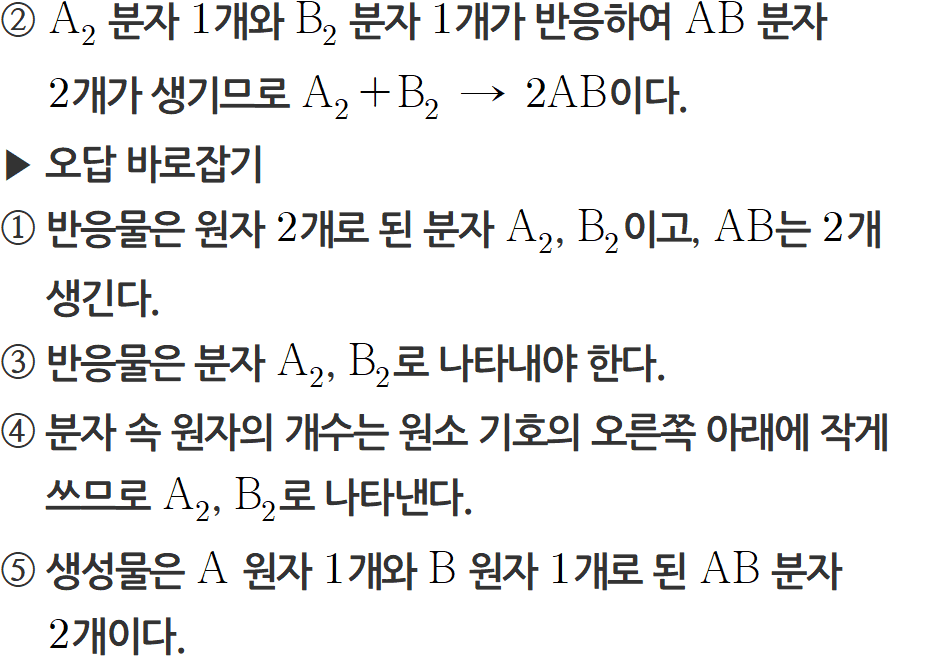 ② A₂ 분자 1개와 B₂ 분자 1개가 반응하여 AB 분자
2개가 생기므로 A₂+B₂ → 2AB이다.
▶ 오답 바로잡기
① 반응물은 원자 2개로 된 분자 A₂, B₂이고, AB는 2개
생긴다.
③ 반응물은 분자 A₂, B₂로 나타내야 한다.
④ 분자 속 원자의 개수는 원소 기호의 오른쪽 아래에 작게
쓰므로 A₂, B₂로 나타낸다.
⑤ 생성물은 A 원자 1개와 B 원자 1개로 된 AB 분자
2개이다.